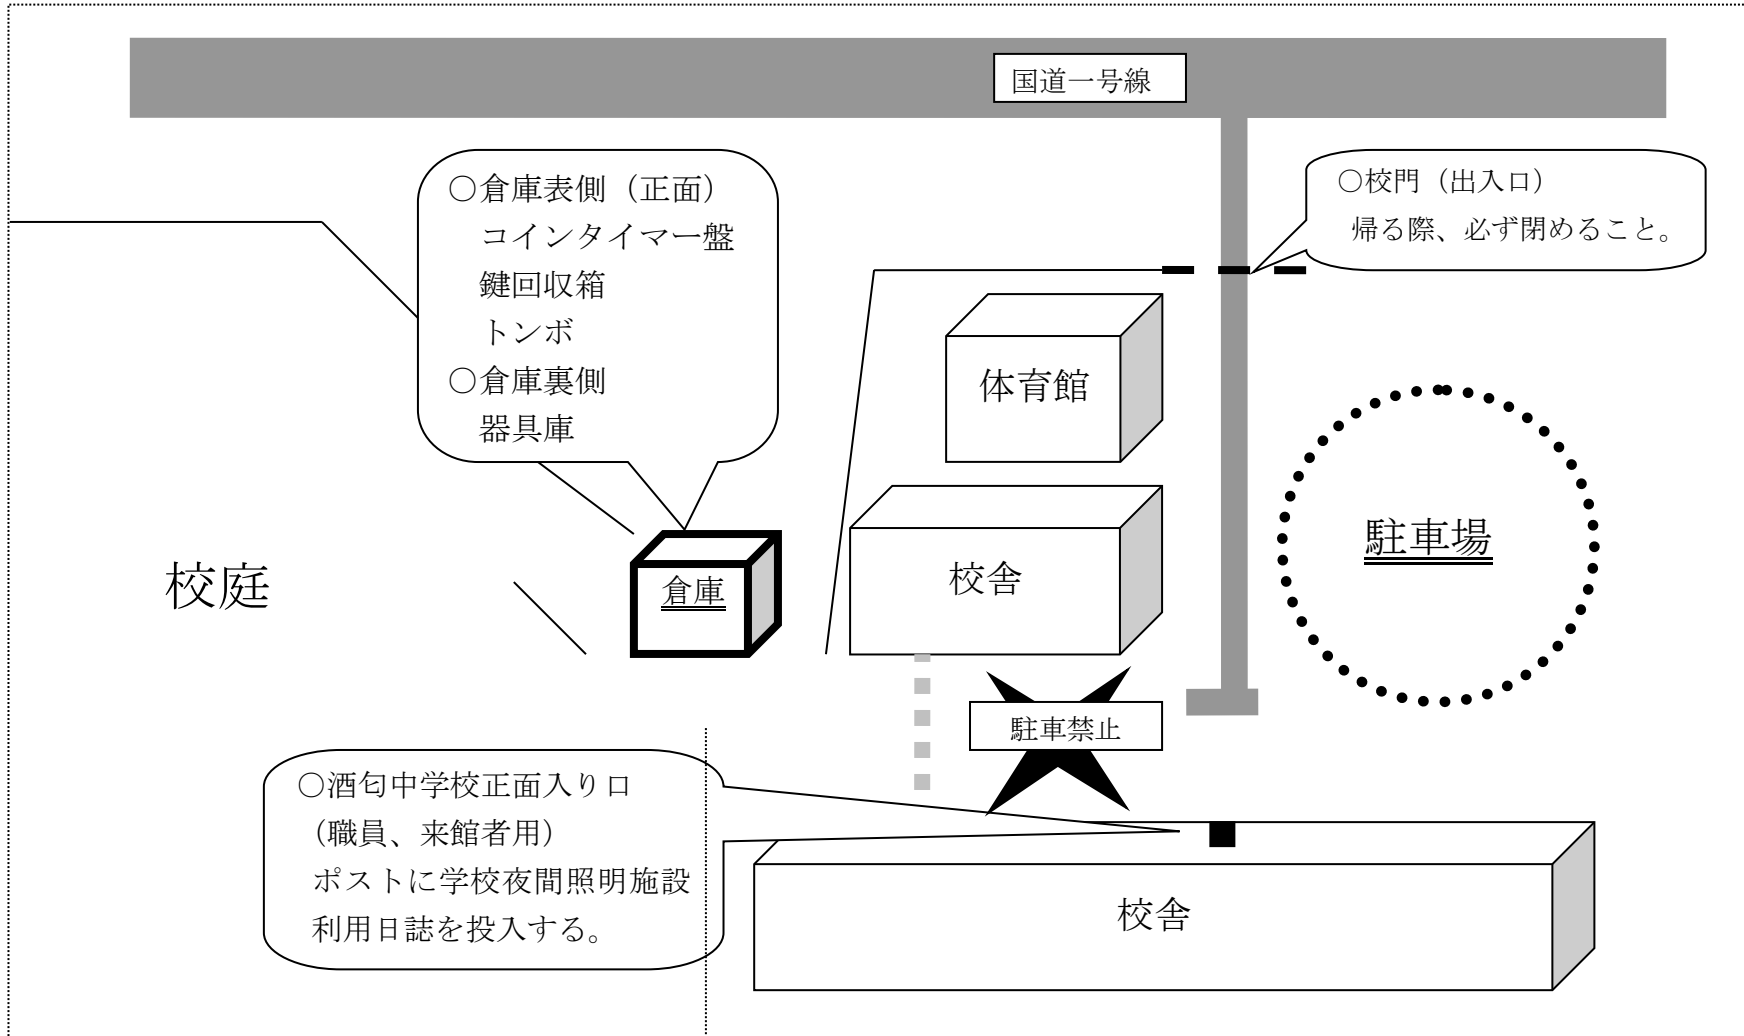 国道一号線
○倉庫表側（正面）
コインタイマー盤
鍵回収箱
トンボ
○倉庫裏側
器具庫
○校門（出入口）
帰る際、必ず閉めること。
体育館
駐車場
校庭
倉庫
校舎
駐車禁止
○酒匂中学校正面入り口
（職員、来館者用）
ポストに学校夜間照明施設
利用日誌を投入する。
校舎